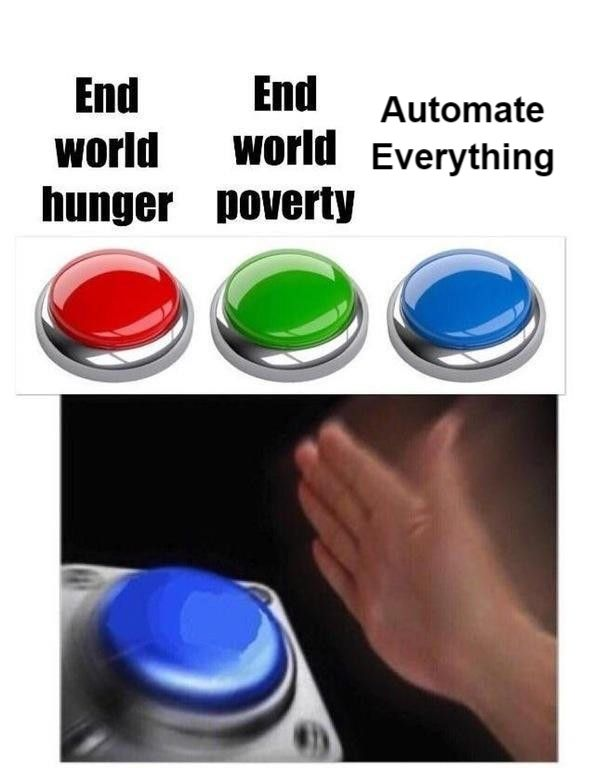 End
world
hunger
End
world
poverty
Automate
Everything